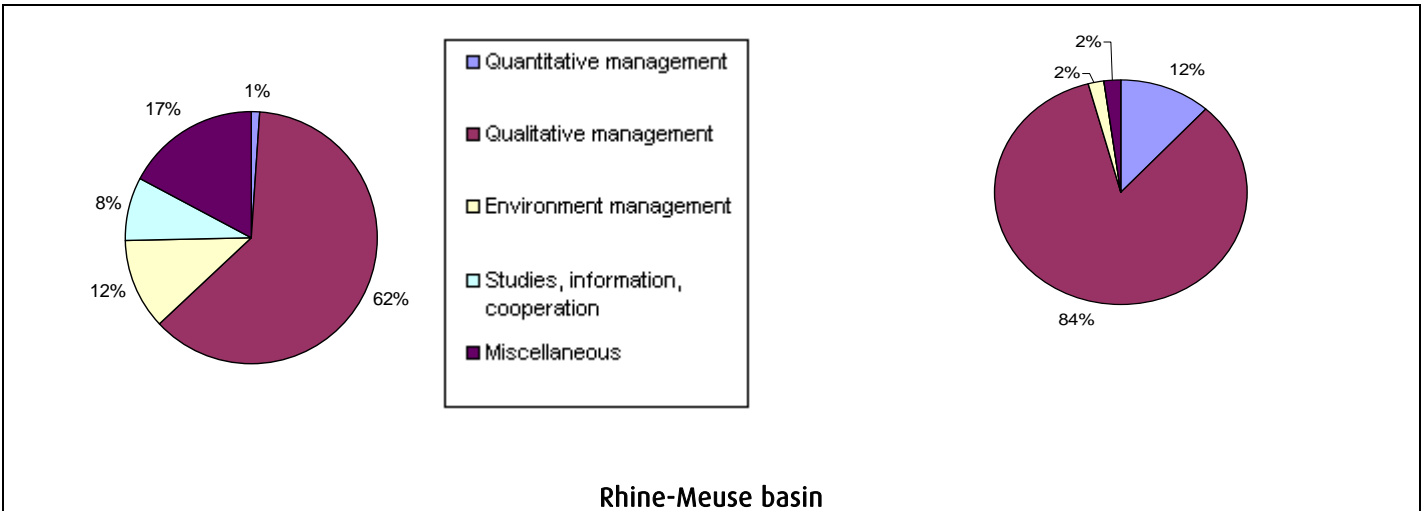 1%
17%
8%
12%
62%
Quantitative management
Qualitative management
Environment management
Studies, information,
cooperation
Miscellaneous
2%
2%
12%
84%
Rhine-Meuse basin